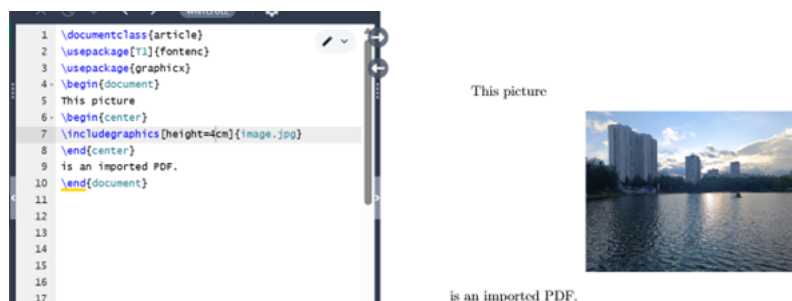 1 \documentclass{article}
2 \usepackage[T1]{fontenc}
3 \usepackage{graphicx}
4 \begin{document}
5 This picture
6 \begin{center}
7 \includegraphics[height=4cm]{image.jpg}
8 \end{center}
9 is an imported PDF.
10 \end{document}
11
12
13
14
15
16
17
This picture
is an imported PDF.